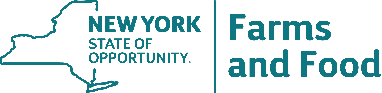 NEW YORK
STATE OF
OPPORTUNITY.
Farms
and Food